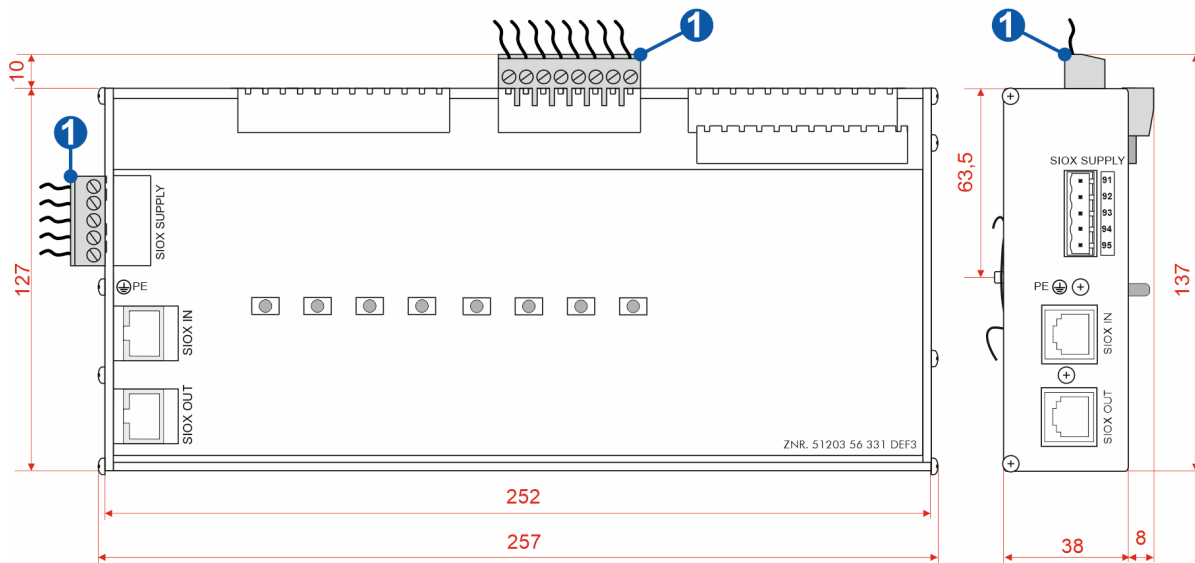 1
1
1
10
127
1
SIOX SUPPLY
PE
SIOX IN
SIOX OUT
ZNR. 51203 56 331 DEF3
252
257
63,5
137
SIOX SUPPLY
91
92
93
94
95
PE
SIOX IN
SIOX OUT
38
8